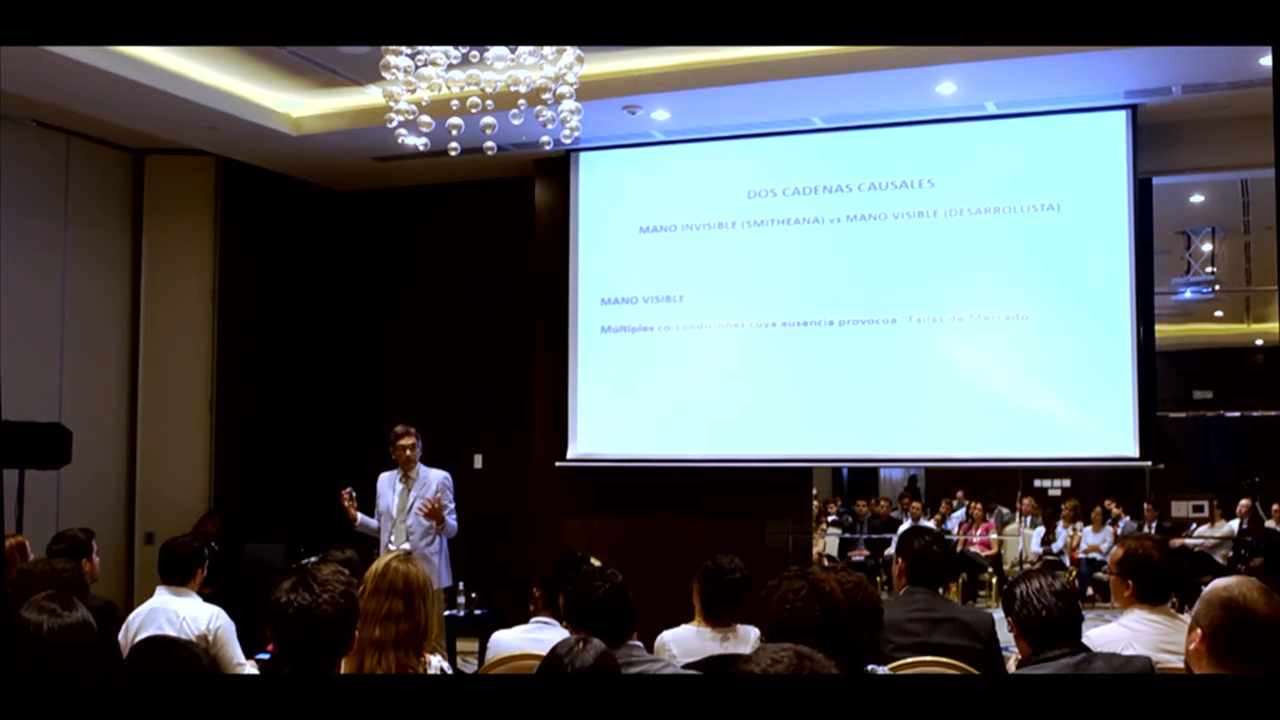 DOS CADENAS CAUSALES
MANO INVISIBLE (SMITHEANA) vs MANO VISIBLE (DESARROLLISTA)
MANO VISIBLE
Múltiples co-condiciones cuya ausencia provocoa "Fallas de Mercado